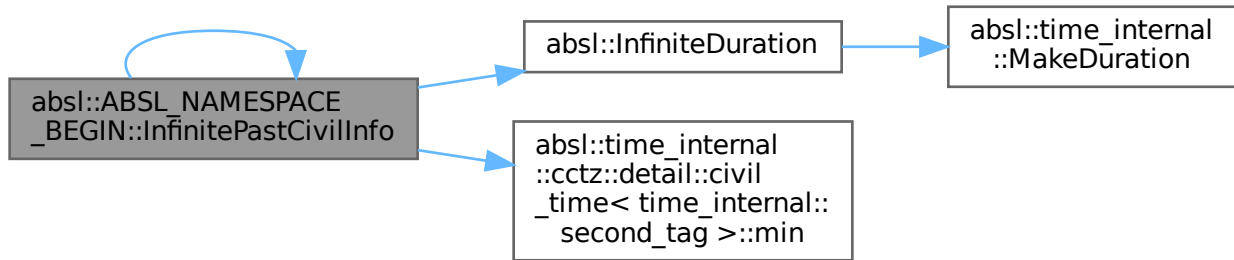 absl::ABSL_NAMESPACE
_BEGIN::InfinitePastCivilInfo
absl::InfiniteDuration
absl::time_internal
::MakeDuration
absl::time_internal
::cctz::detail::civil
_time< time_internal::
second_tag >::min